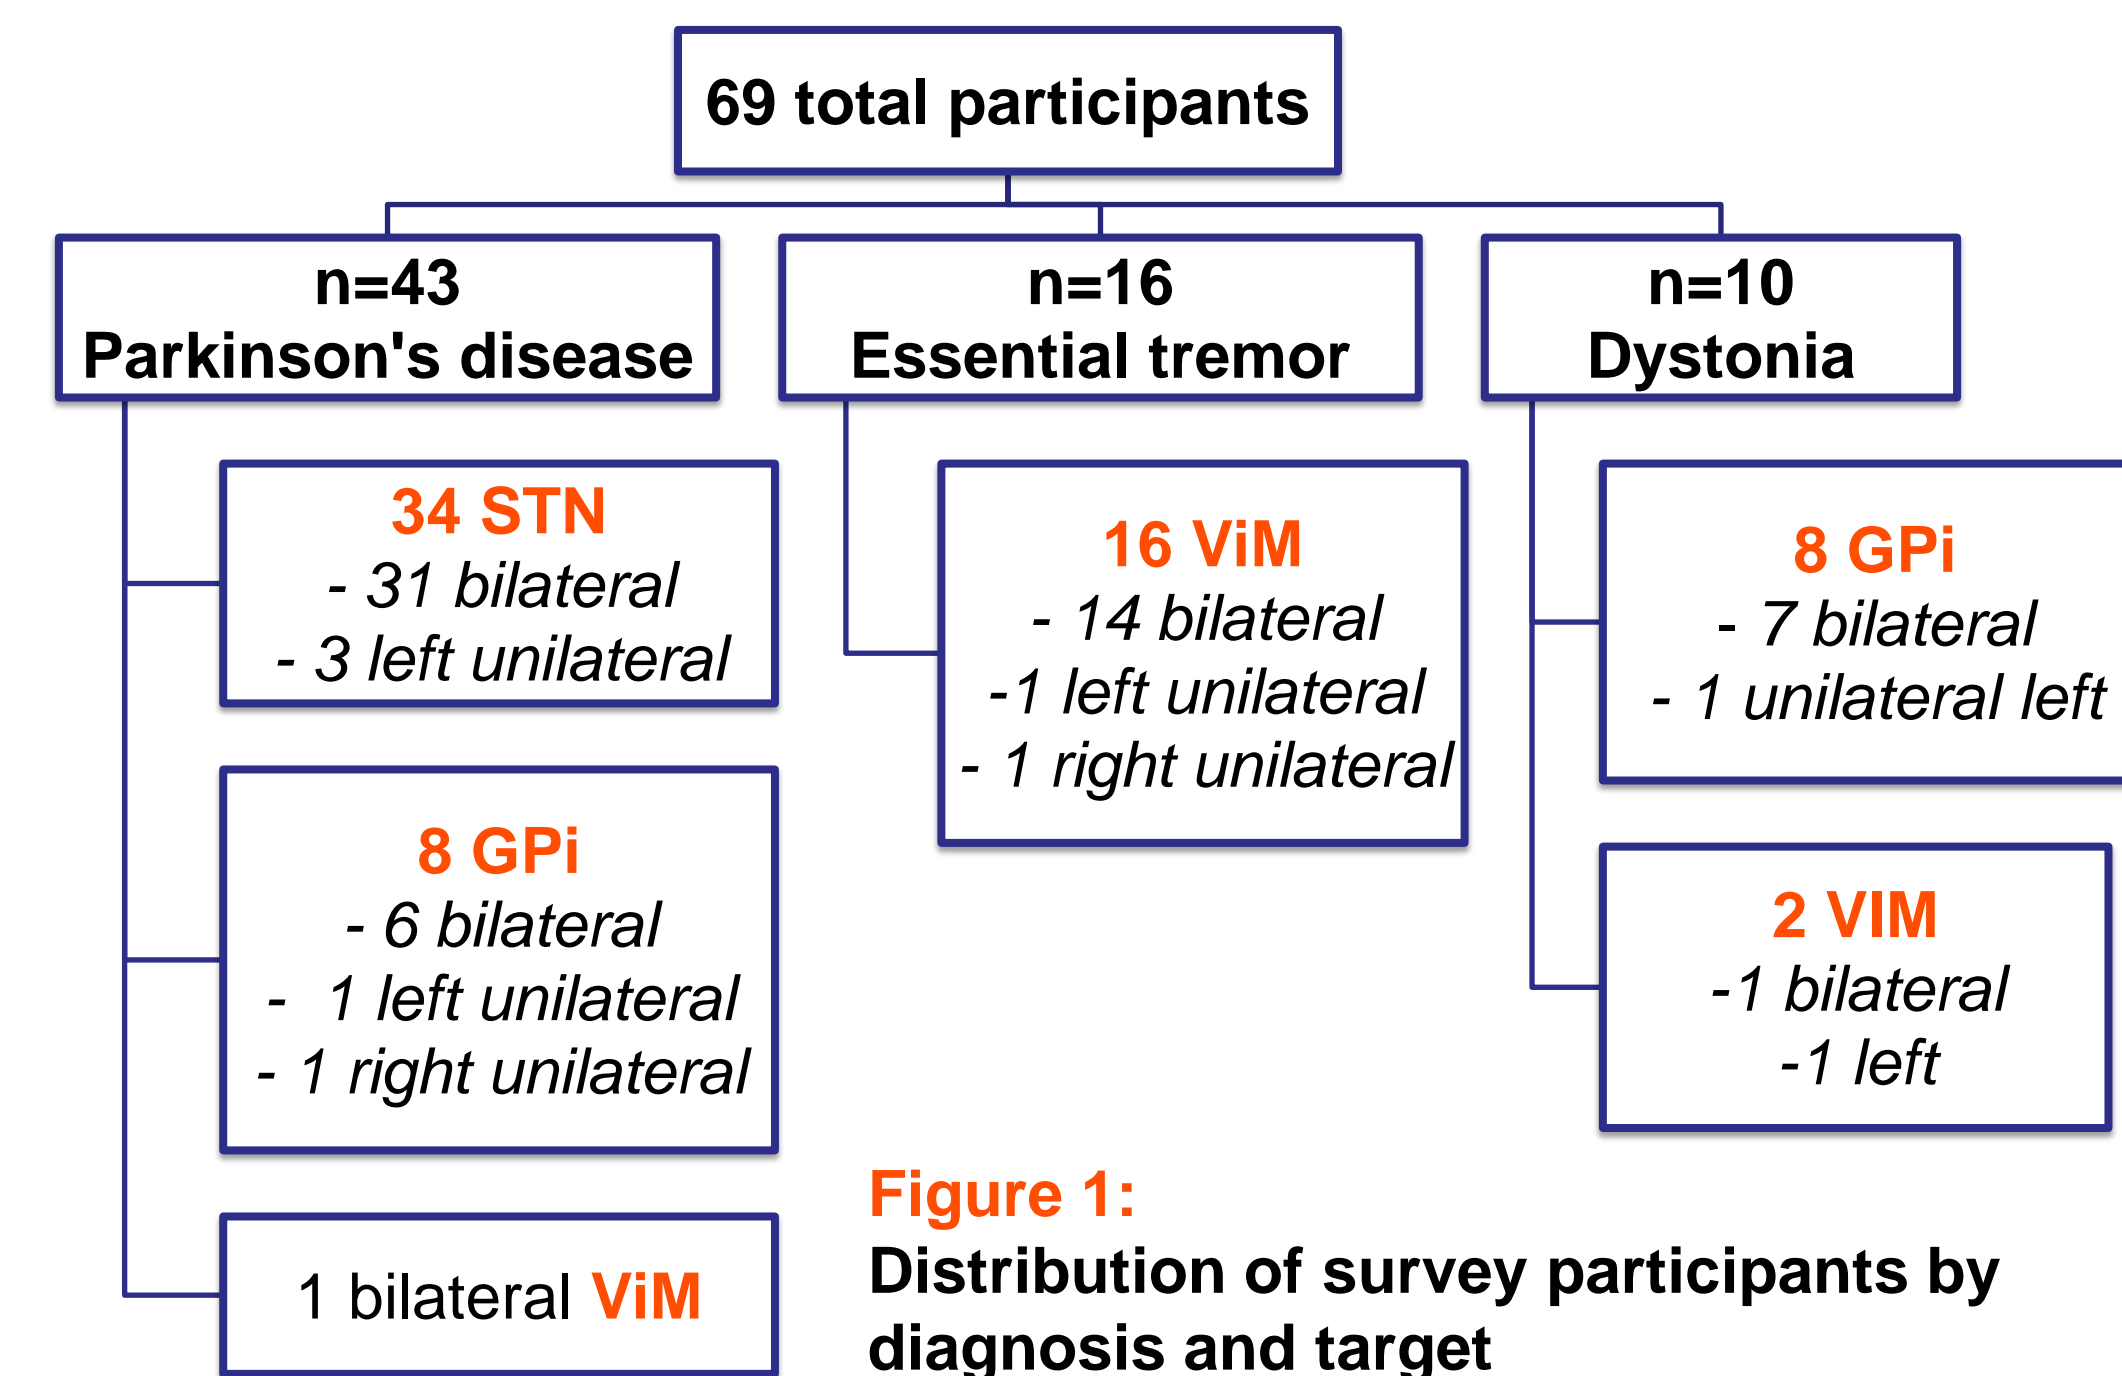 69 total participants
n=43
Parkinson's disease
n=16
Essential tremor
n=10
Dystonia
34 STN
- 31 bilateral
- 3 left unilateral
8 GPi
- 6 bilateral
- 1 left unilateral
- 1 right unilateral
1 bilateral ViM
16 ViM
- 14 bilateral
-1 left unilateral
- 1 right unilateral
8 GPi
- 7 bilateral
- 1 unilateral left
2 VIM
-1 bilateral
-1 left
Figure 1:
Distribution of survey participants by
diagnosis and target